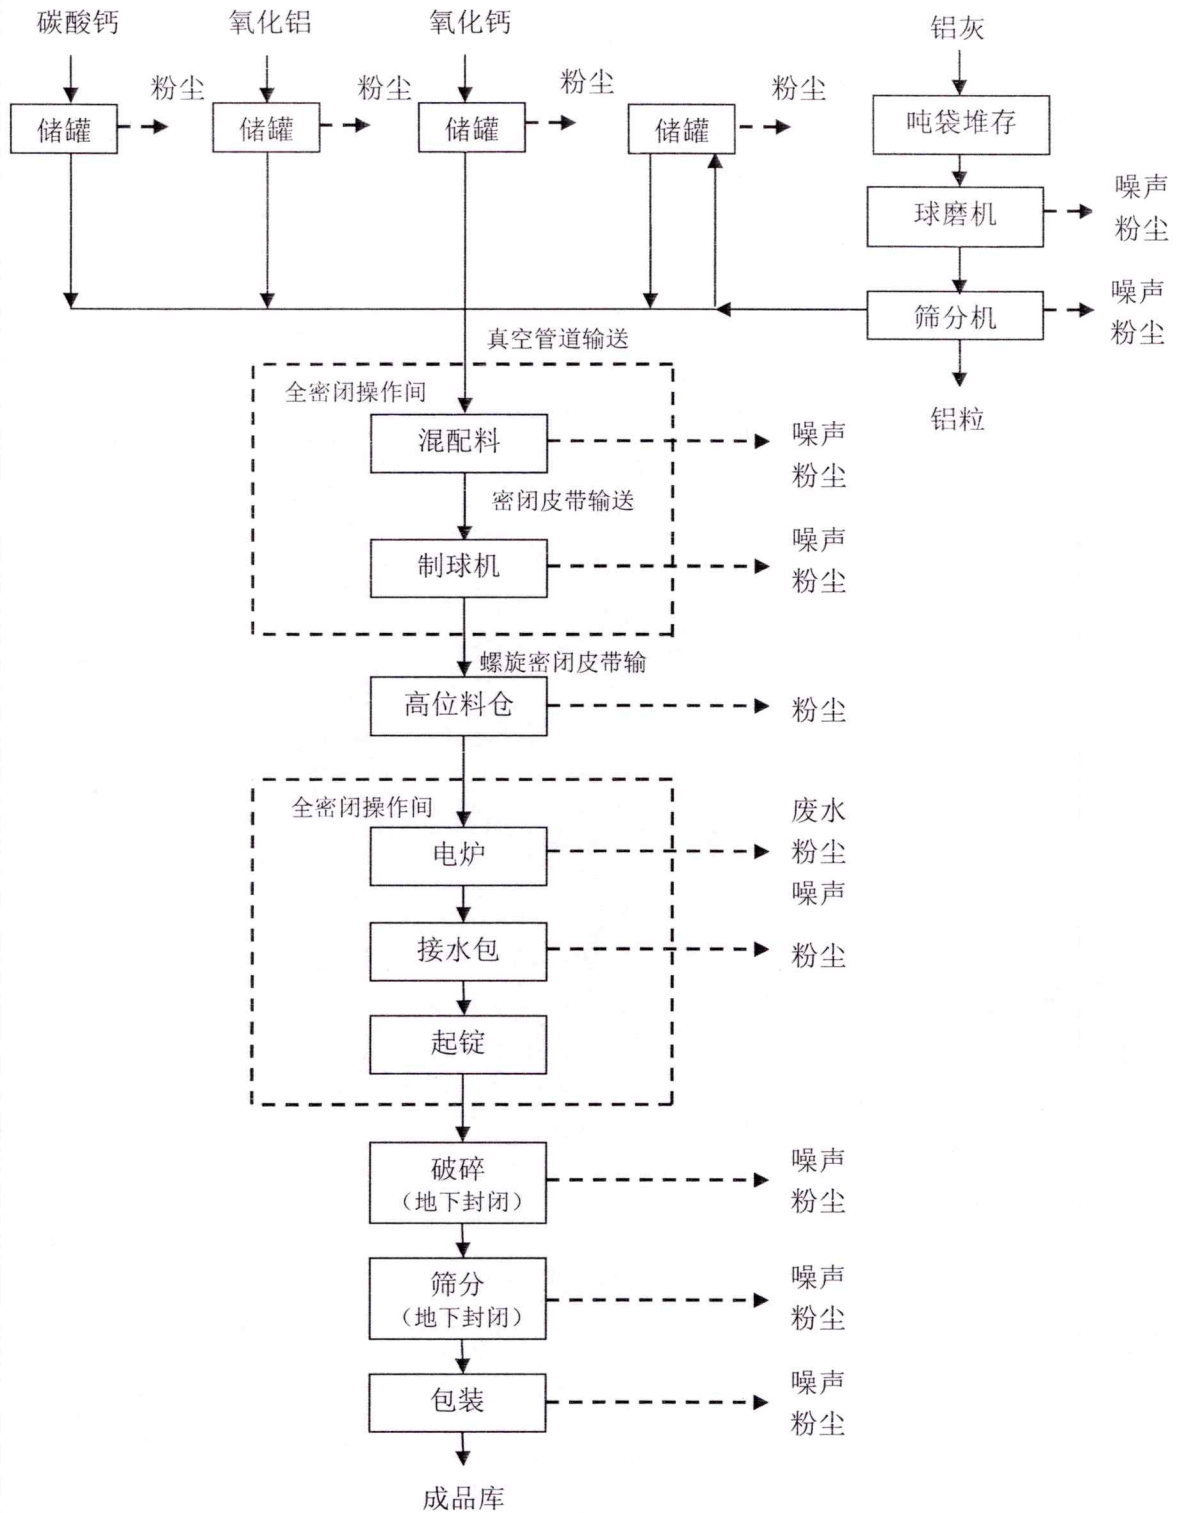 碳酸钙
氧化铝
氧化钙
铝灰
粉尘
粉尘
粉尘
粉尘
储罐
储罐
储罐
储罐
吨袋堆存
球磨机
噪声
粉尘
筛分机
噪声
粉尘
铝粒
真空管道输送
全密闭操作间
混配料
噪声
粉尘
密闭皮带输送
制球机
噪声
粉尘
螺旋密闭皮带输
高位料仓
粉尘
全密闭操作间
电炉
废水
粉尘
噪声
接水包
粉尘
起锭
破碎
（地下封闭）
噪声
粉尘
筛分
（地下封闭）
噪声
粉尘
包装
噪声
粉尘
成品库